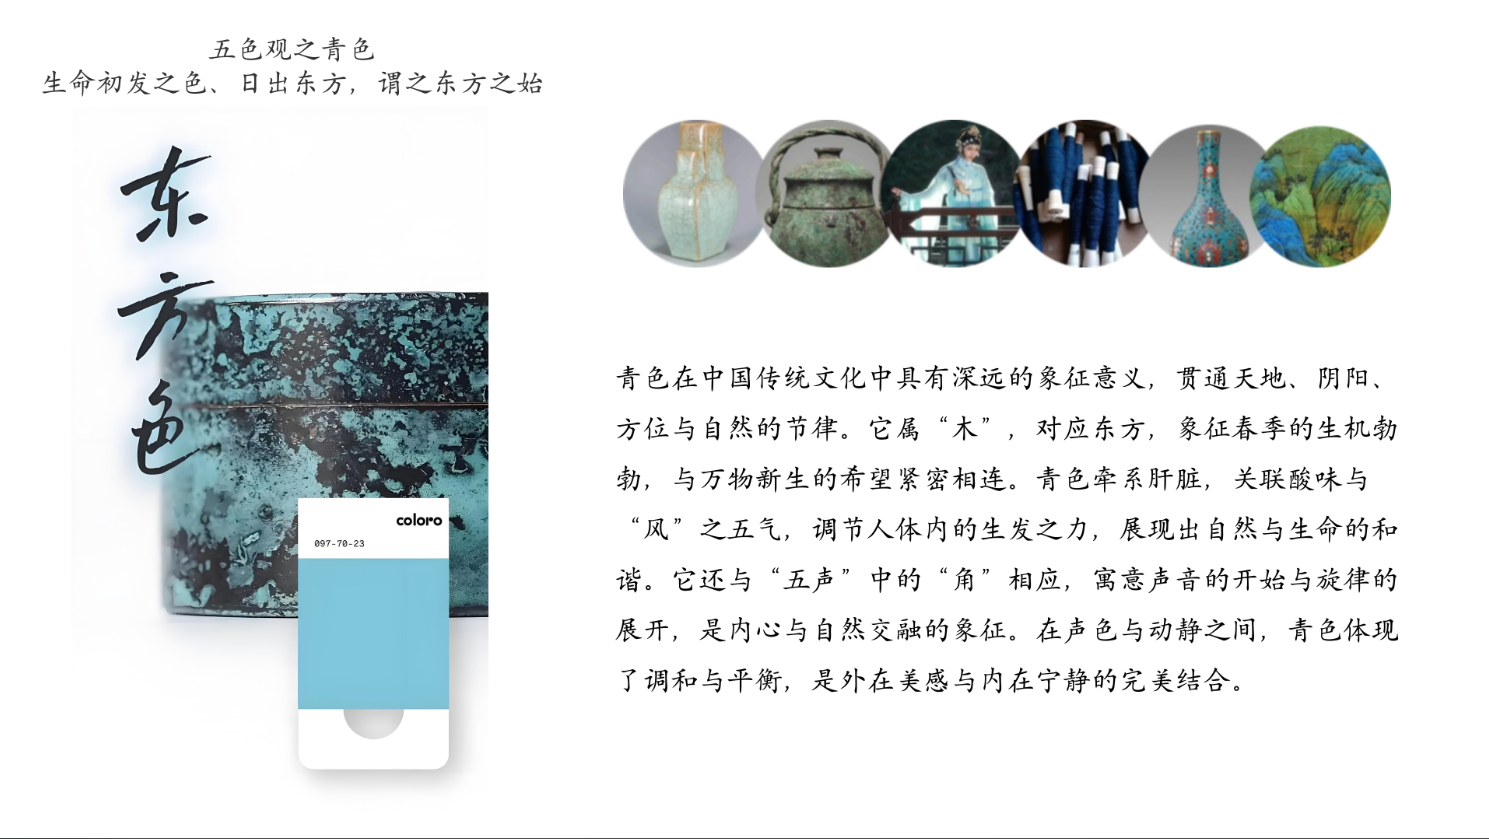 五色观之青色
生命初发之色、日出东方，谓之东方之始
东
方
色
coloro
097-70-23
青色在中国传统文化中具有深远的象征意义，贯通天地、阴阳、
方位与自然的节律。它属“木”，对应东方，象征春季的生机勃
勃，与万物新生的希望紧密相连。青色牵系肝脏，关联酸味与
“风”之五气，调节人体内的生发之力，展现出自然与生命的和
谐。它还与“五声”中的“角”相应，寓意声音的开始与旋律的
展开，是内心与自然交融的象征。在声色与动静之间，青色体现
了调和与平衡，是外在美感与内在宁静的完美结合。